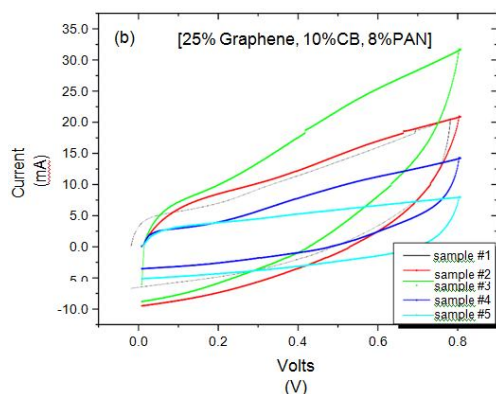 (b) [25% Graphene, 10%CB, 8%PAN]
35.0
30.0
25.0
20.0
15.0
10.0
5.0
0.0
-5.0
-10.0
Current
(mA)
0.0 0.2 0.4 0.6 0.8
Volts
(V)
sample #1
sample #2
sample #3
sample #4
sample #5